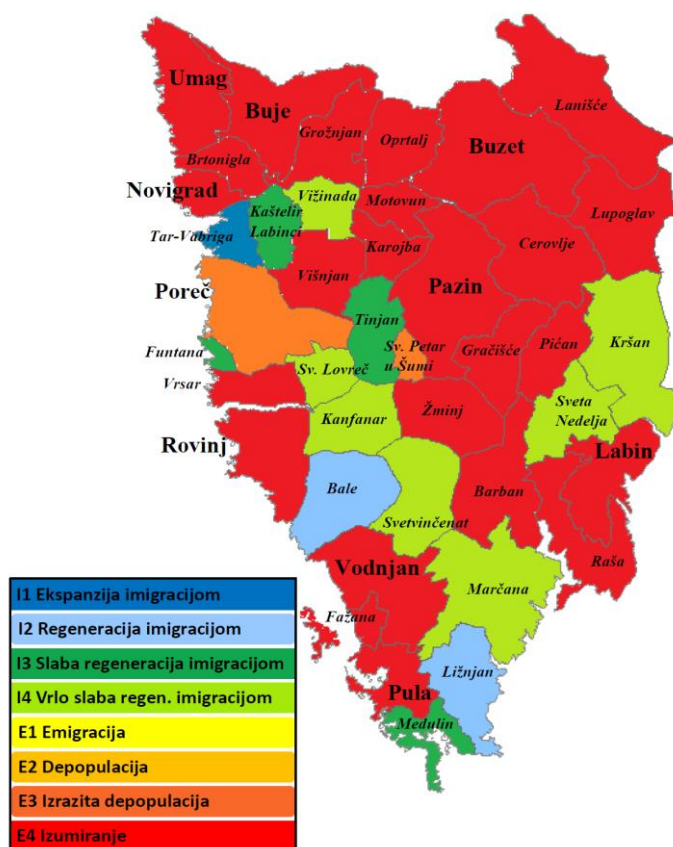 Umag
Lanišće
Buje
Grožnjan
Oprtalj
Buzet
Brtonigla
Novigrad
Vižinada
Motovun
Lupoglav
Kaštelir
Labinci
Tar-Vabriga
Karojba
Cerovlje
Višnjan
Poreč
Pazin
Tinjan
Kršan
Funtana
Sv. Petar
u Šumi
Gračišće
Pićan
Sv. Lovreč
Vrsar
Sveta
Nedelja
Kanfanar
Žminj
Rovinj
Labin
Bale
Barban
Svetvinčenat
Raša
Vodnjan
Marčana
Fažana
Ližnjan
Pula
Medulin
I1 Ekspanzija imigracijom
I2 Regeneracija imigracijom
I3 Slaba regeneracija imigracijom
I4 Vrlo slaba regen. imigracijom
E1 Emigracija
E2 Depopulacija
E3 Izrazita depopulacija
E4 Izumiranje